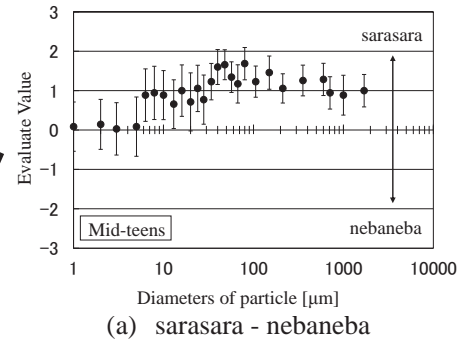 3
2
1
0
−1
−2
−3
Evaluate Value
sarasara
nebaneba
Mid-teens
1 10 100 1000 10000
Diameters of particle [μm]
(a) sarasara - nebaneba